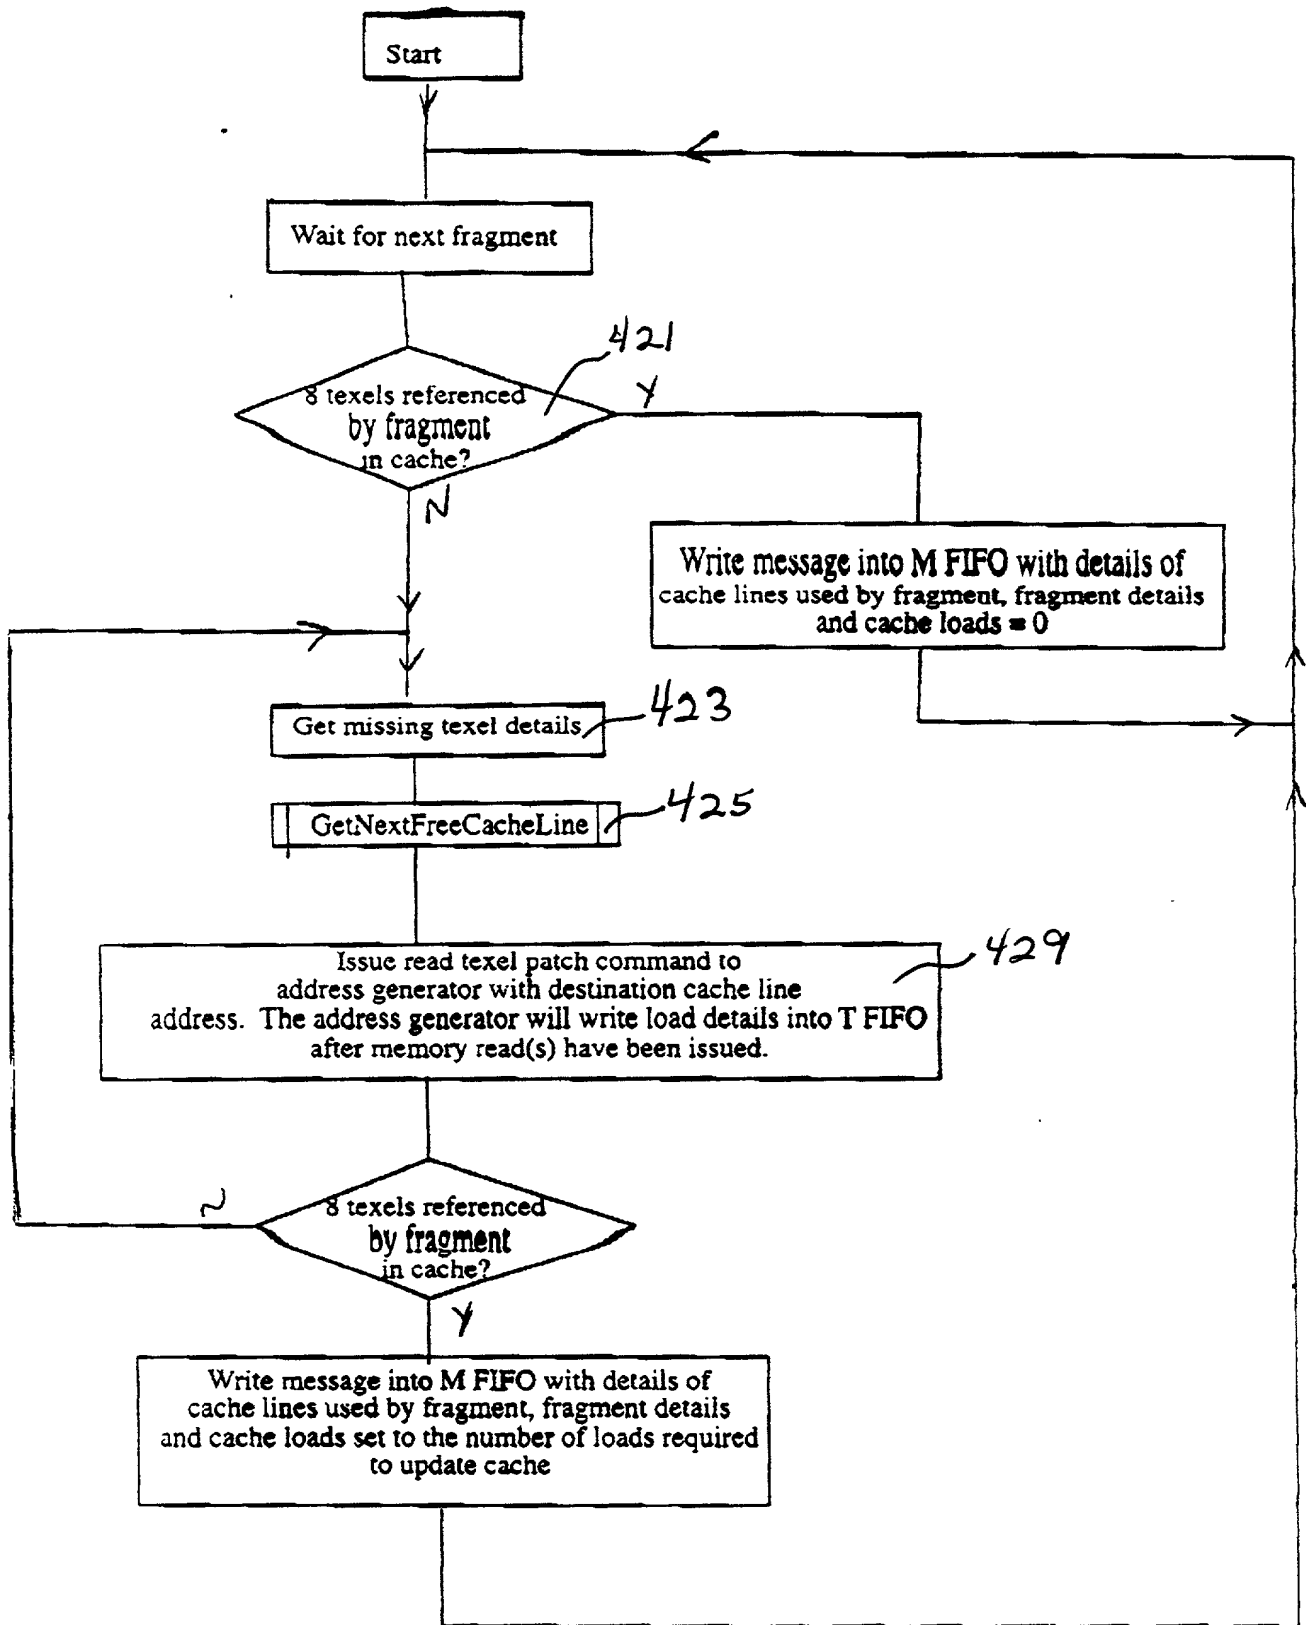 Start
Wait for next fragment
421
8 texels referenced
by fragment
in cache?
Y
N
Write message into M FIFO with details of
cache lines used by fragment, fragment details
and cache loads = 0
Get missing texel details
423
GetNextFreeCacheLine
425
Issue read texel patch command to
address generator with destination cache line
address. The address generator will write load details into T FIFO
after memory read(s) have been issued.
429
8 texels referenced
by fragment
in cache?
N
Y
Write message into M FIFO with details of
cache lines used by fragment, fragment details
and cache loads set to the number of loads required
to update cache